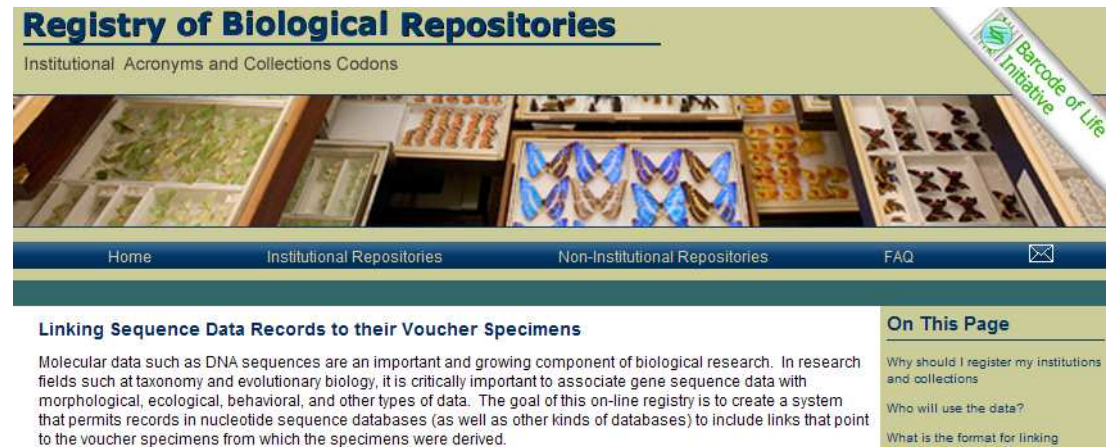 Registry of Biological Repositories
Institutional Acronyms and Collections Codons
Barcode of Life
Initiative
Home Institutional Repositories Non-Institutional Repositories FAQ
Linking Sequence Data Records to their Voucher Specimens
Molecular data such as DNA sequences are an important and growing component of biological research. In research
fields such at taxonomy and evolutionary biology, it is critically important to associate gene sequence data with
morphological, ecological, behavioral, and other types of data. The goal of this on-line registry is to create a system
that permits records in nucleotide sequence databases (as well as other kinds of databases) to include links that point
to the voucher specimens from which the specimens were derived.
On This Page
Why should I register my institutions
and collections
Who will use the data?
What is the format for linking